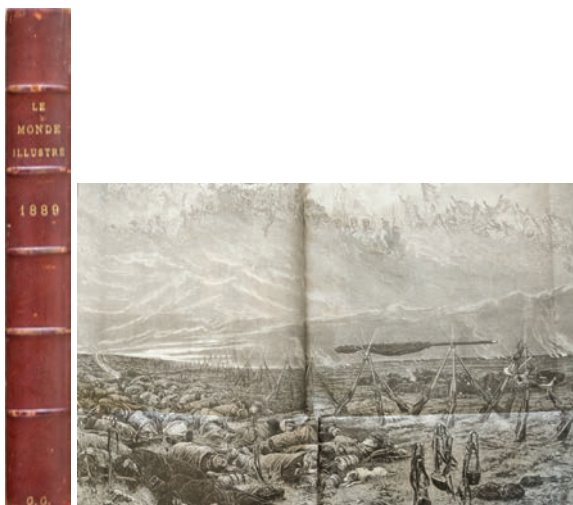 LE
MONDE
ILLUSTRÉ
1889
G. G.